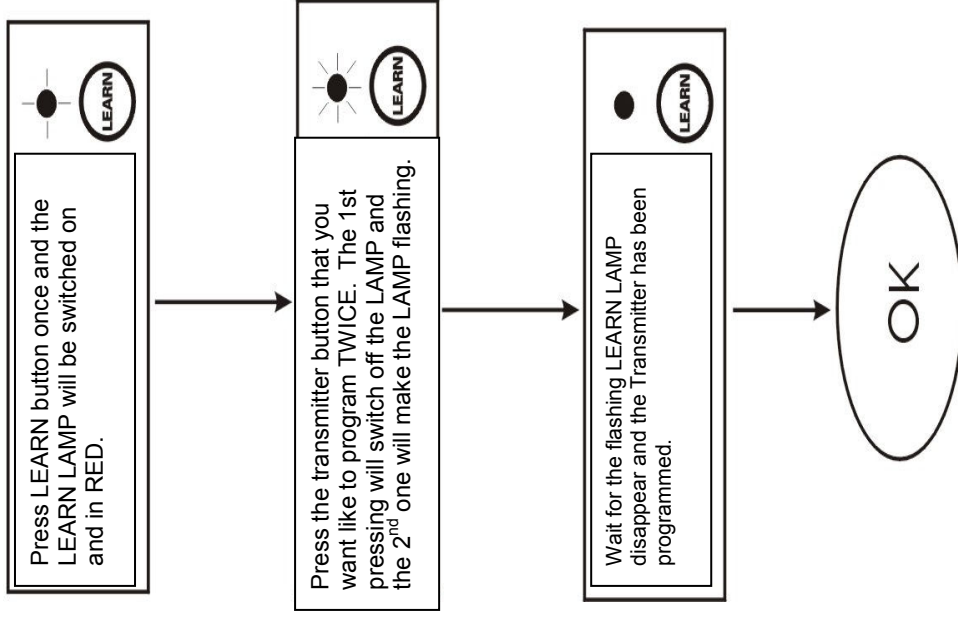 Press LEARN button once and the
LEARN LAMP will be switched on
and in RED.
LEARN
Press the transmitter button that you
want like to program TWICE.  The 1st
pressing will switch off the LAMP and
the 2nd one will make the LAMP flashing.
LEARN
Wait for the flashing LEARN LAMP
disappear and the Transmitter has been
programmed.
LEARN
OK